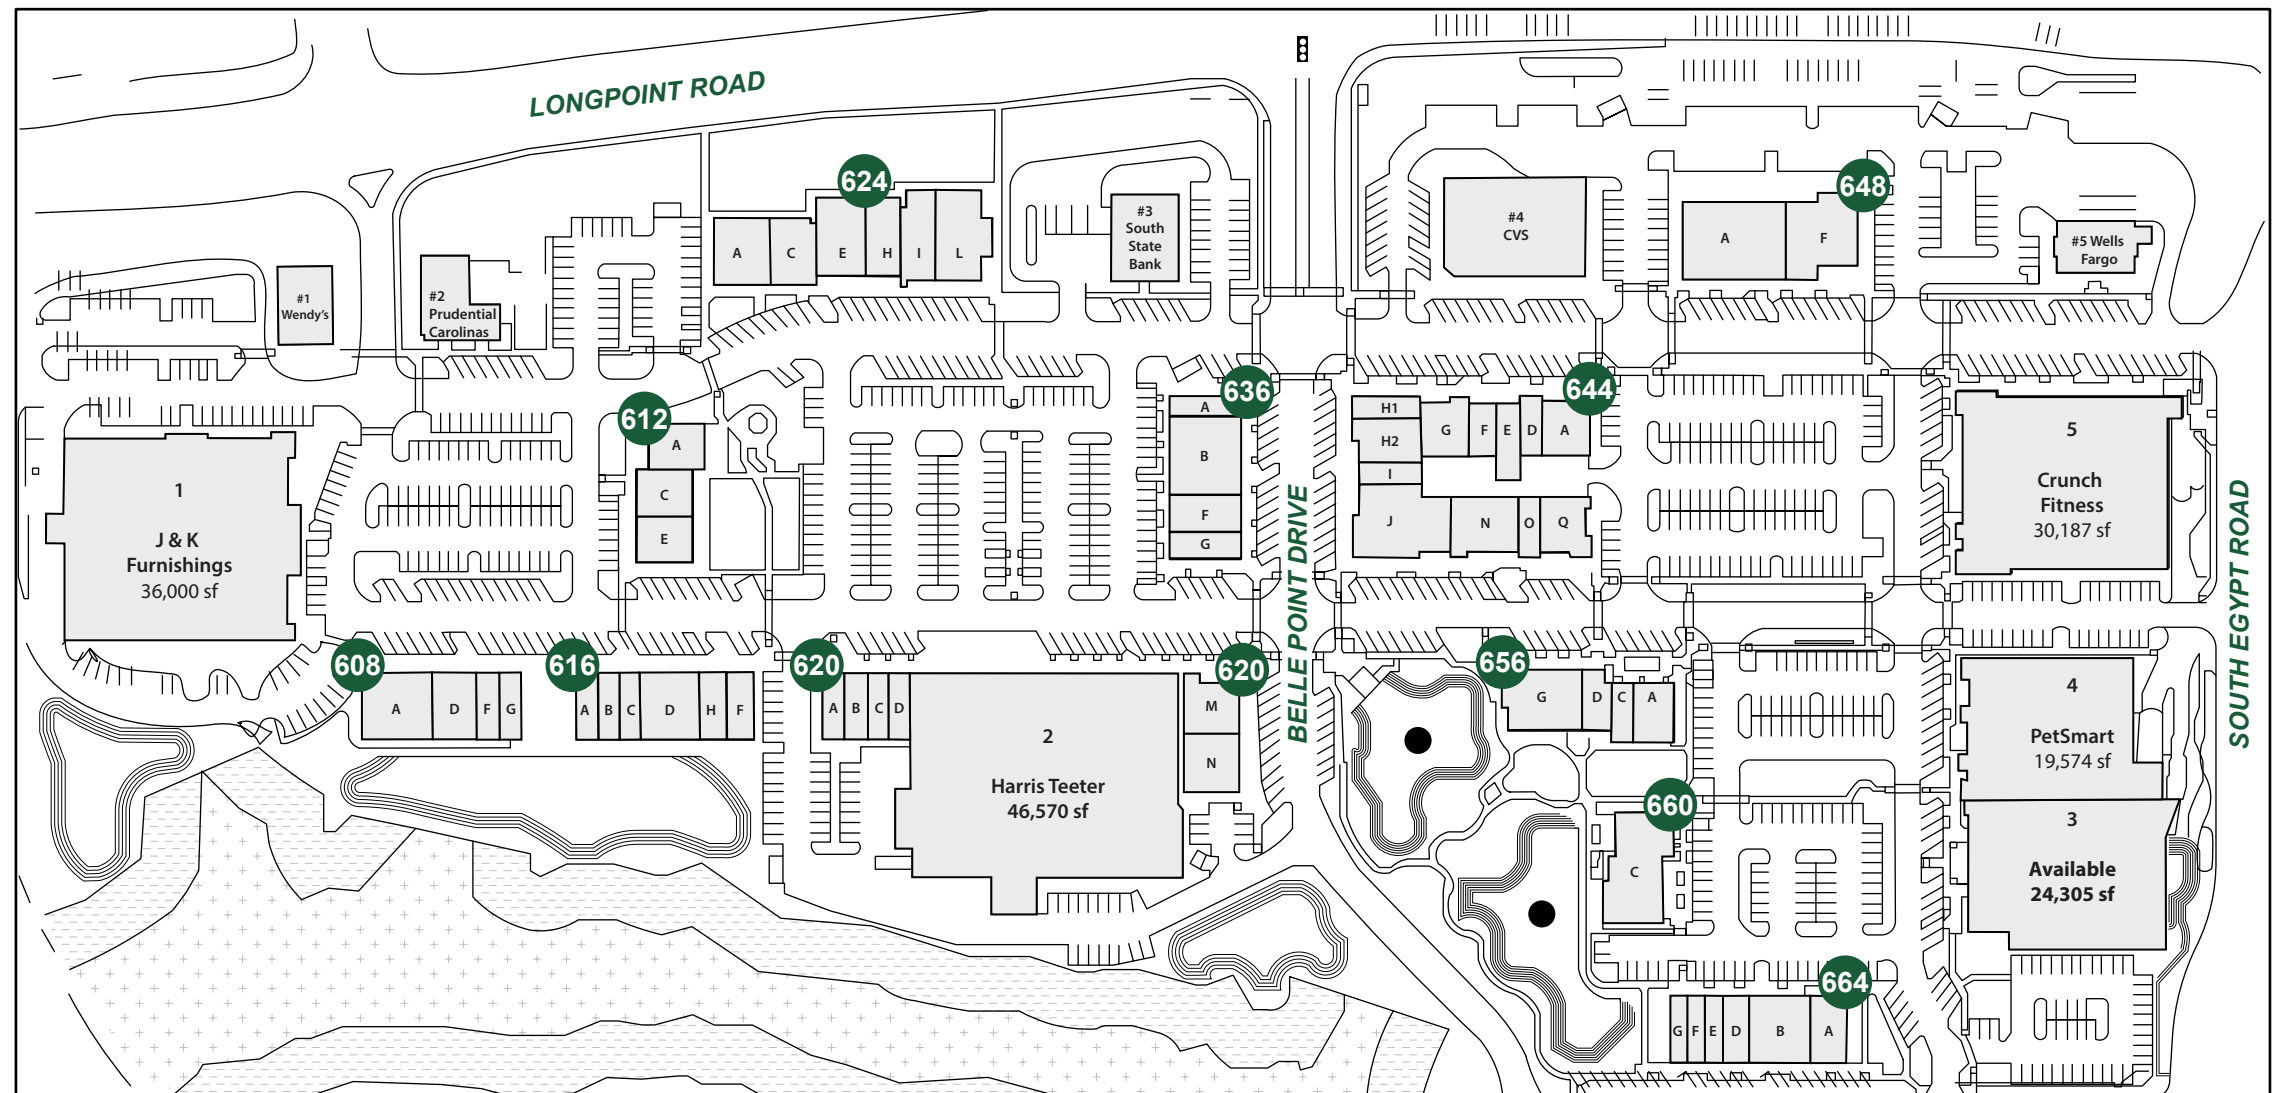 LONGPOINT ROAD
624
A
C
E
H
I
L
#3
South
State
Bank
#4
CVS
648
A
F
#5 Wells
Fargo
#1
Wendy's
#2
Prudential
Carolinas
612
A
C
E
636
A
B
F
G
BELLE POINT DRIVE
644
H1
H2
I
J
G
F
E
D
A
N
O
Q
5
Crunch
Fitness
30,187 sf
SOUTH EGYPT ROAD
1
J & K
Furnishings
36,000 sf
608
A
D
F
G
616
A
B
C
D
H
F
620
A
B
C
D
2
Harris Teeter
46,570 sf
620
M
N
656
G
D
C
A
660
C
4
PetSmart
19,574 sf
3
Available
24,305 sf
664
G
F
E
D
B
A